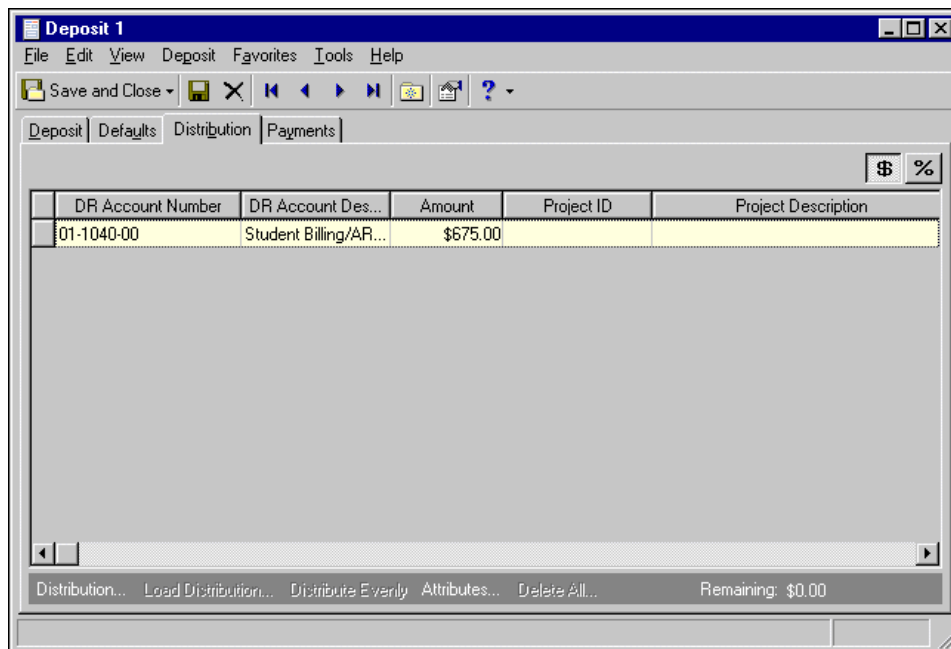 Deposit 1
File Edit View Deposit Favorites Tools Help
Save and Close ?
Deposit Defaults Distribution Payments
$ %
DR Account Number DR Account Des... Amount Project ID Project Description
01-1040-00 Student Billing/AR... $675.00
Distribution... Load Distribution... Distribute Evenly Attributes... Delete All... Remaining: $0.00